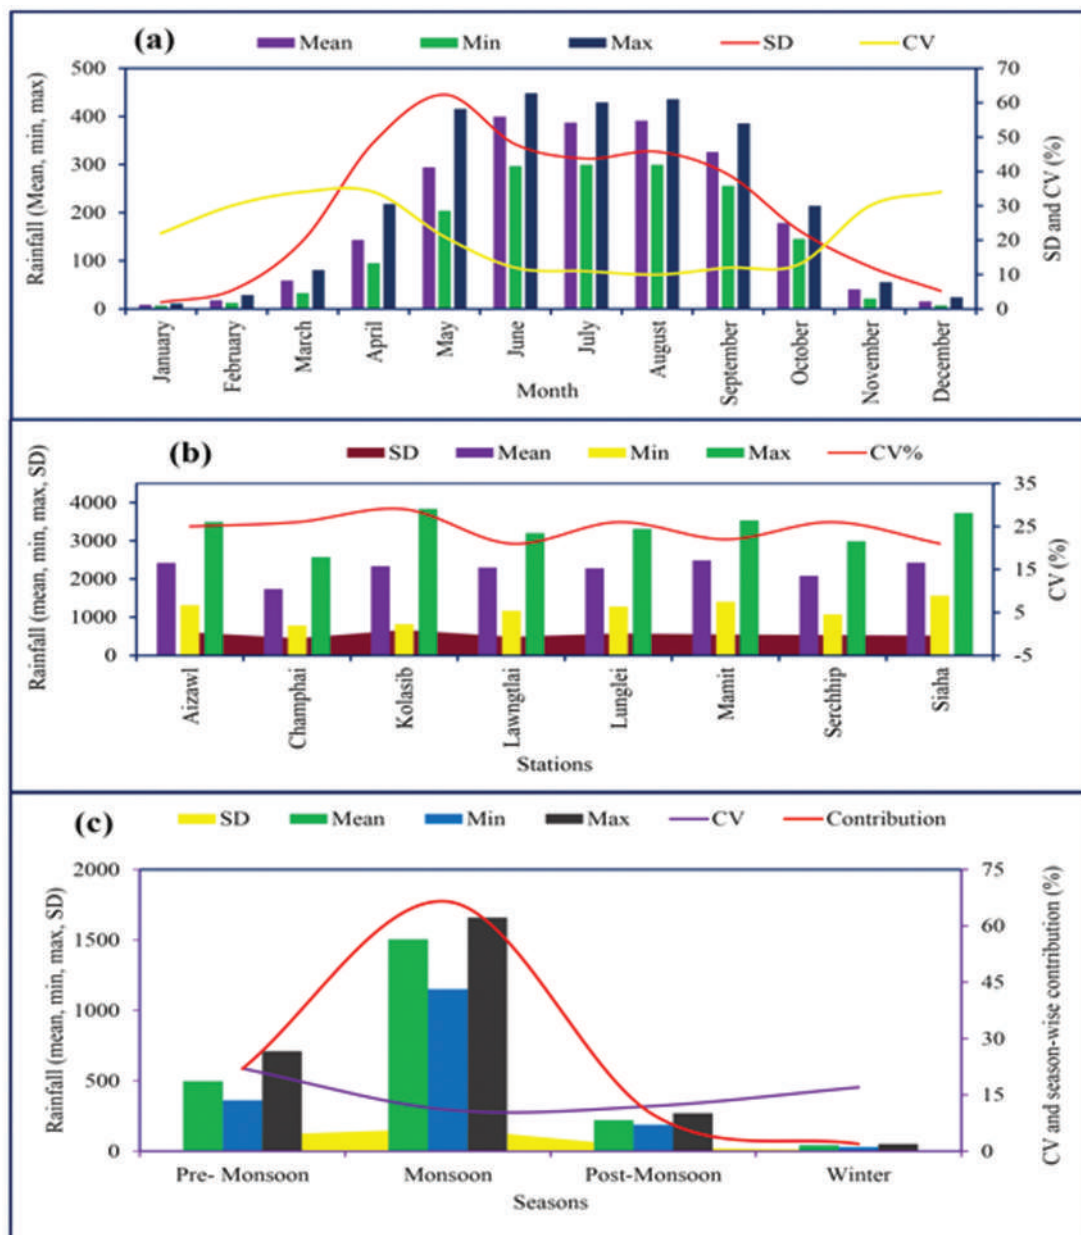 (a)
Mean Min Max SD CV
Rainfall (Mean, min, max)
500
400
300
200
100
0
70
60
50
40
30
20
10
0
SD and CV (%)
January February March April May June July August September October November December
Month
(b)
SD Mean Min Max CV%
Rainfall (mean, min, max, SD)
4000
3000
2000
1000
0
35
25
15
5
-5
CV (%)
Aizawl Champhai Kolasib Lawngtlai Lunglei Mamit Serchhip Siaha
Stations
(c)
SD Mean Min Max CV Contribution
Rainfall (mean, min, max, SD)
2000
1500
1000
500
0
75
60
45
30
15
0
CV and season-wise contribution (%)
Pre- Monsoon Monsoon Post-Monsoon Winter
Seasons